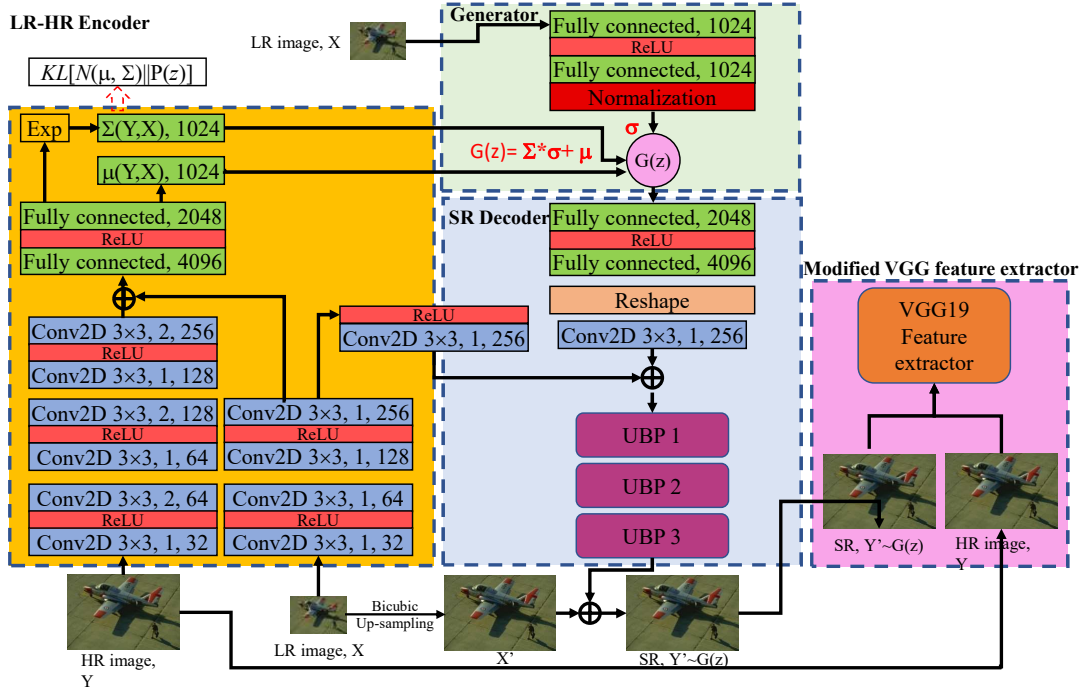 LR-HR Encoder
KL[N(μ, Σ)||P(z)]
Exp
Σ(Y,X), 1024
μ(Y,X), 1024
Fully connected, 2048
ReLU
Fully connected, 4096
Conv2D 3×3, 2, 256
ReLU
Conv2D 3×3, 1, 128
Conv2D 3×3, 2, 128
ReLU
Conv2D 3×3, 1, 64
Conv2D 3×3, 2, 64
ReLU
Conv2D 3×3, 1, 32
Conv2D 3×3, 1, 256
ReLU
Conv2D 3×3, 1, 128
Conv2D 3×3, 1, 64
ReLU
Conv2D 3×3, 1, 32
ReLU
Conv2D 3×3, 1, 256
HR image,
Y
LR image, X
Bicubic
Up-sampling
X'
SR, Y'~G(z)
LR image, X
Generator
Fully connected, 1024
ReLU
Fully connected, 1024
Normalization
σ
G(z)= Σ*σ+ μ
G(z)
SR Decoder
Fully connected, 2048
ReLU
Fully connected, 4096
Reshape
Conv2D 3×3, 1, 256
UBP 1
UBP 2
UBP 3
Modified VGG feature extractor
VGG19
Feature
extractor
SR, Y'~G(z)
HR image,
Y